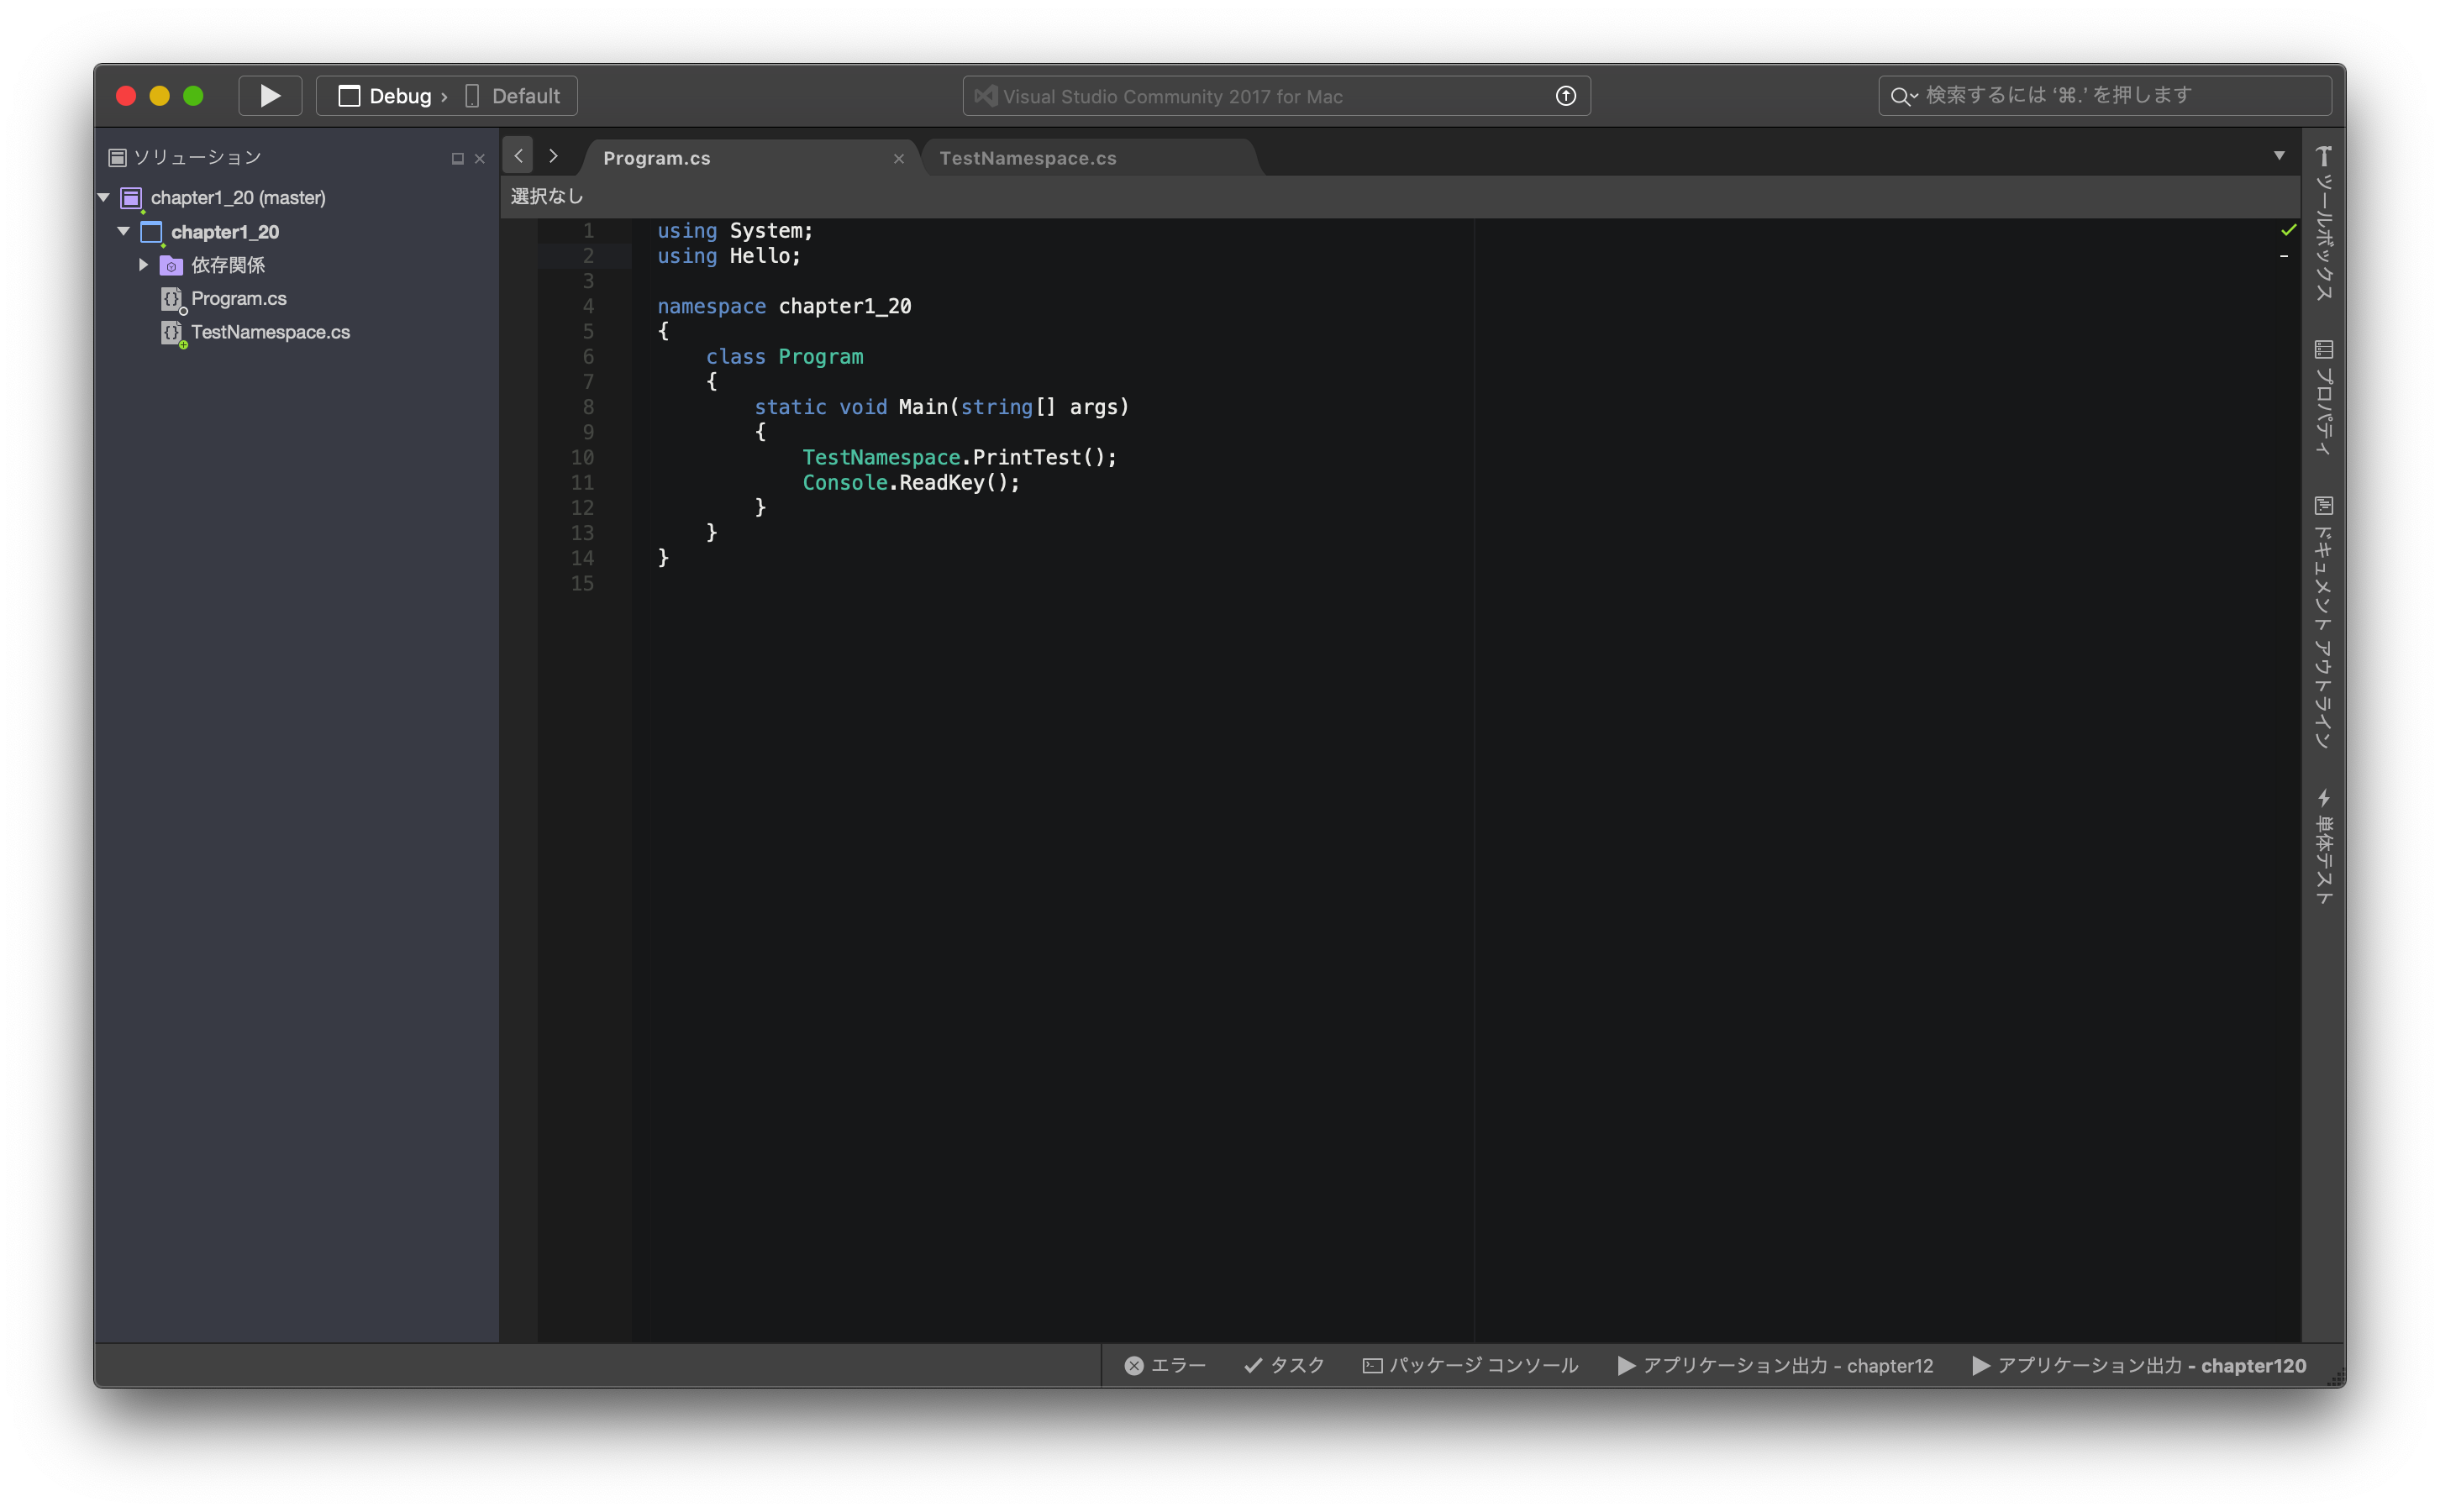 Debug › Default
Visual Studio Community 2017 for Mac
検索するには ‘⌘.’ を押します
ソリューション
chapter1_20 (master)
chapter1_20
依存関係
Program.cs
TestNamespace.cs
Program.cs
TestNamespace.cs
選択なし
1 using System;
2 using Hello;
3
4 namespace chapter1_20
5 {
6 class Program
7 {
8 static void Main(string[] args)
9 {
10 TestNamespace.PrintTest();
11 Console.ReadKey();
12 }
13 }
14 }
15
ツールボックス
プロパティ
ドキュメント アウトライン
単体テスト
エラー
タスク
パッケージ コンソール
アプリケーション出力 - chapter12
アプリケーション出力 - chapter120